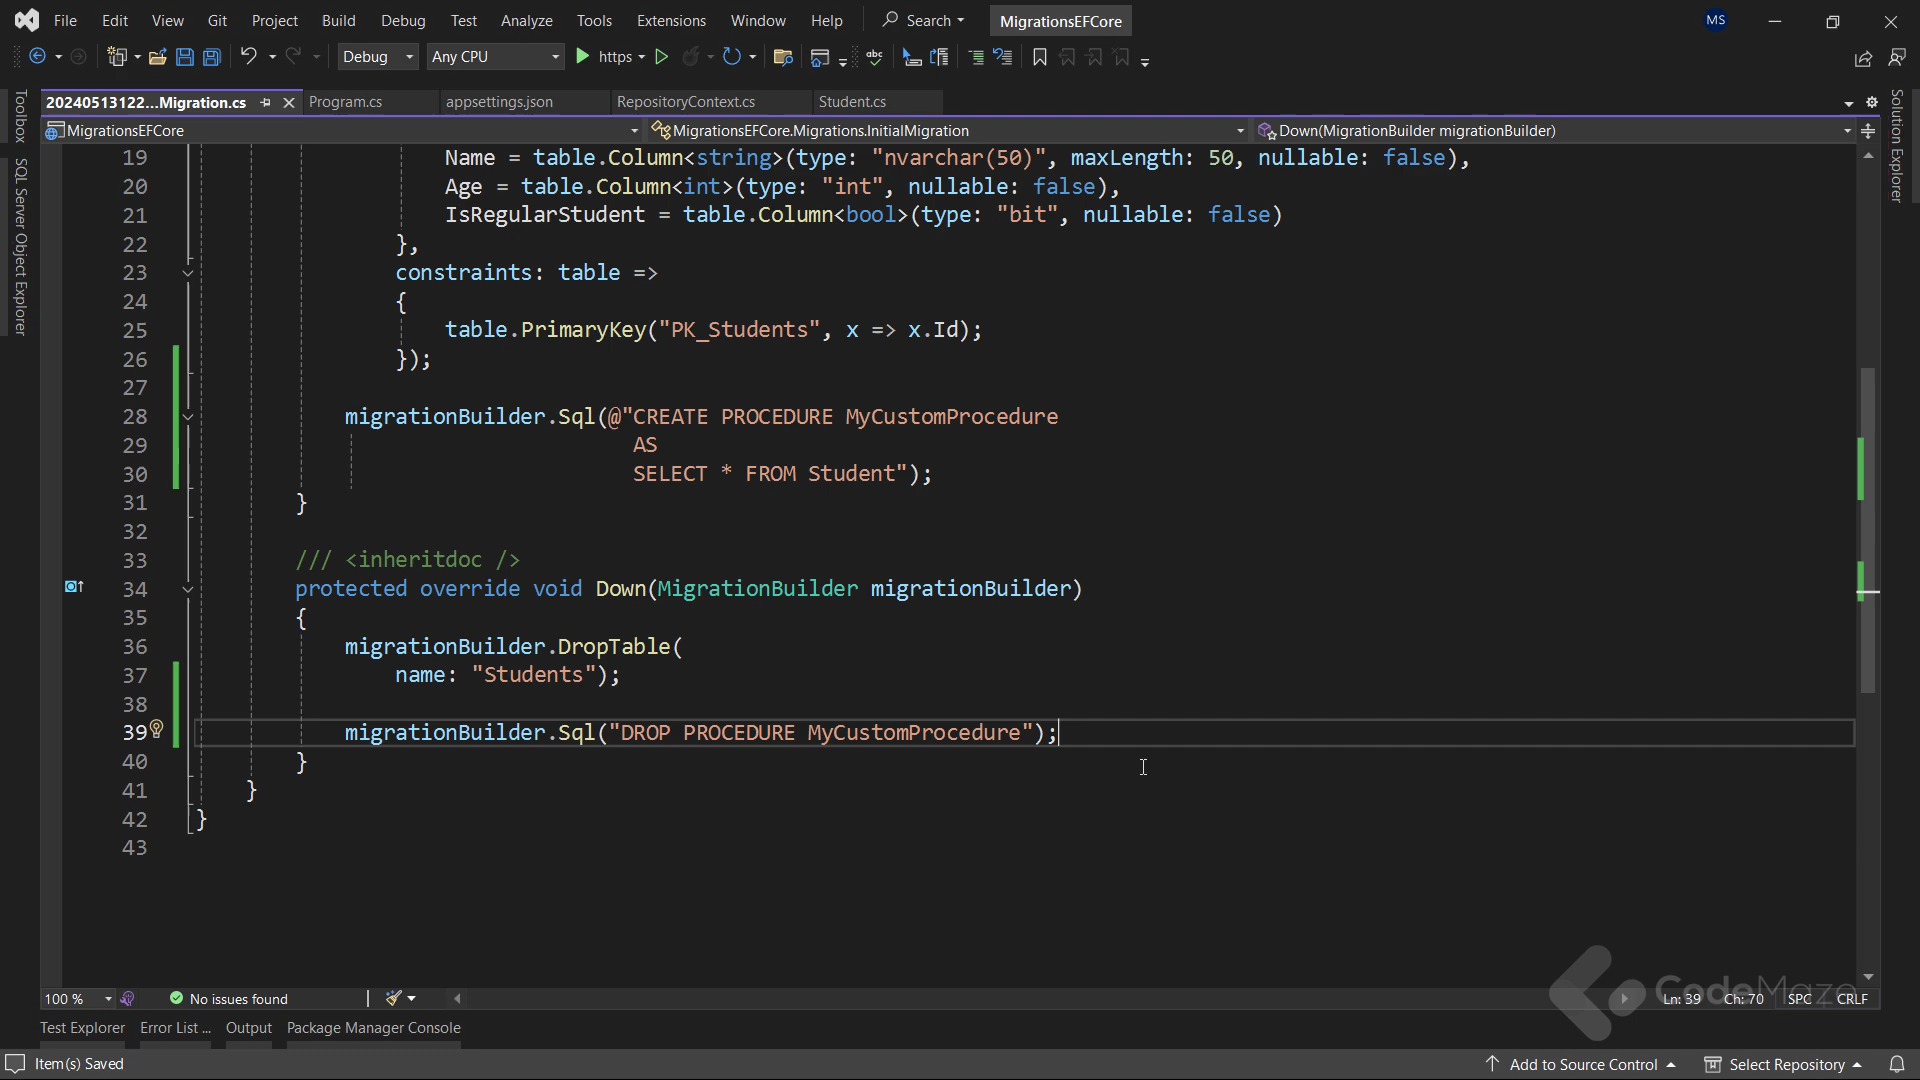 File Edit View Git Project Build Debug Test Analyze Tools Extensions Window Help Search MigrationsEFCore MS
Debug Any CPU https abc
20240513122...Migration.cs Program.cs appsettings.json RepositoryContext.cs Student.cs
MigrationsEFCore MigrationsEFCore.Migrations.InitialMigration Down(MigrationBuilder migrationBuilder)
Toolbox
SQL Server Object Explorer
Solution Explorer
19 Name = table.Column<string>(type: "nvarchar(50)", maxLength: 50, nullable: false),
20 Age = table.Column<int>(type: "int", nullable: false),
21 IsRegularStudent = table.Column<bool>(type: "bit", nullable: false)
22 },
23 constraints: table =>
24 {
25 table.PrimaryKey("PK_Students", x => x.Id);
26 });
27
28 migrationBuilder.Sql(@"CREATE PROCEDURE MyCustomProcedure
29 AS
30 SELECT * FROM Student");
31 }
32
33 /// <inheritdoc />
34 protected override void Down(MigrationBuilder migrationBuilder)
35 {
36 migrationBuilder.DropTable(
37 name: "Students");
38
39 migrationBuilder.Sql("DROP PROCEDURE MyCustomProcedure");
40 }
41 }
42 }
43
CodeMaze
100 % No issues found Ln: 39 Ch: 70 SPC CRLF
Test Explorer Error List ... Output Package Manager Console
Item(s) Saved Add to Source Control Select Repository